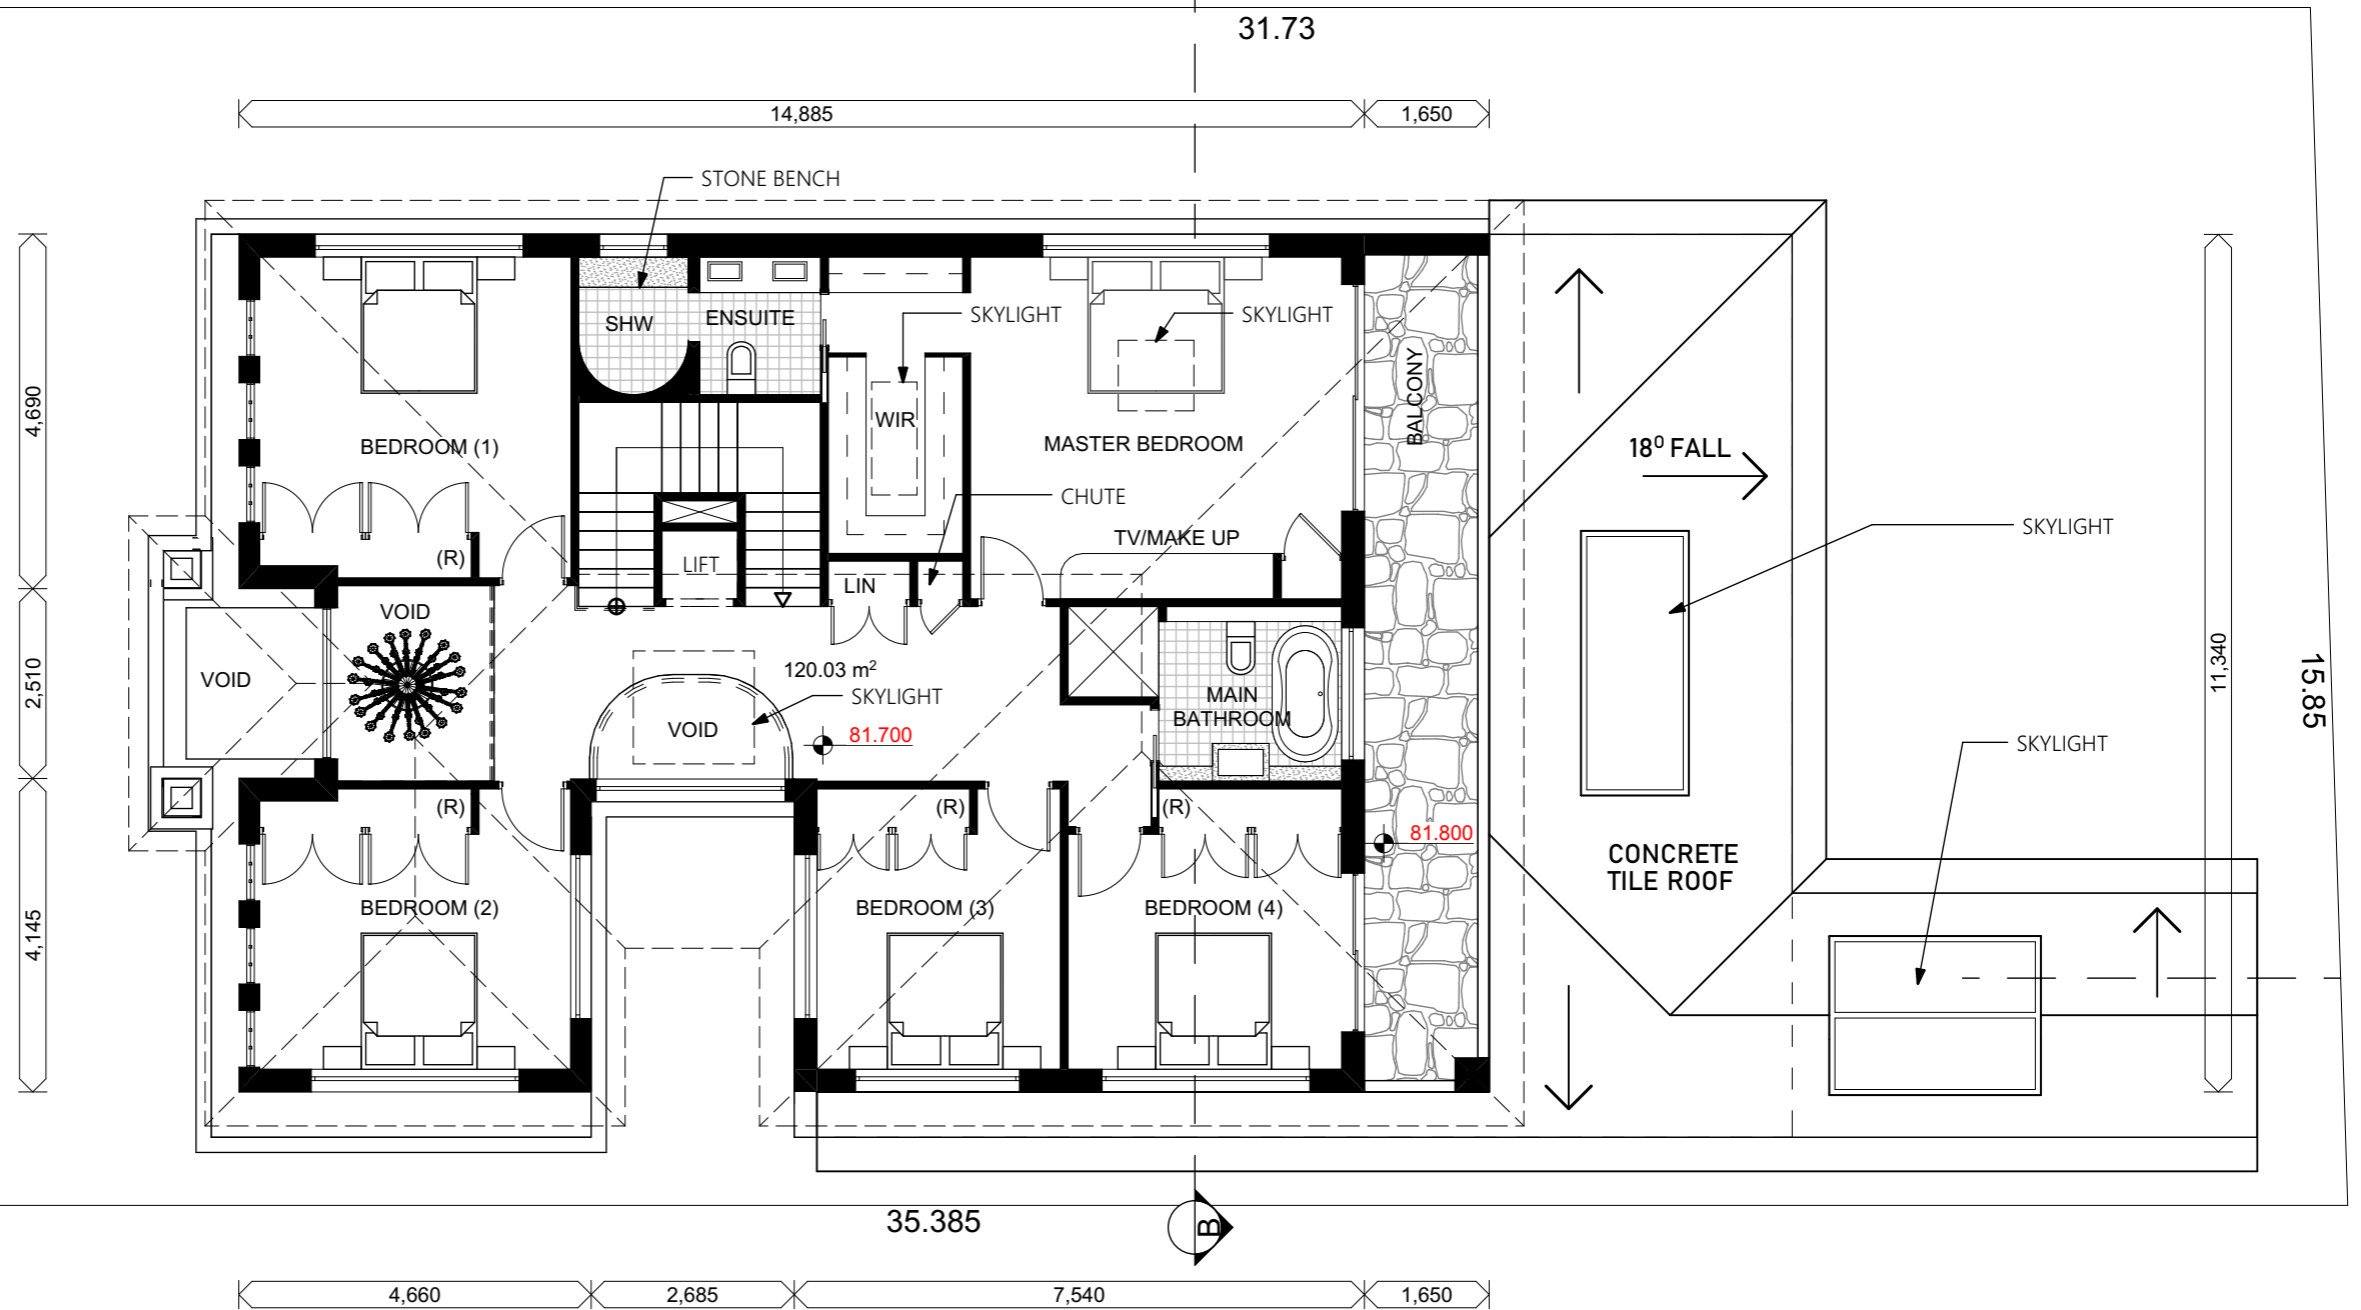 31.73
14,885
1,650
STONE BENCH
SHW
ENSUITE
SKYLIGHT
SKYLIGHT
BALCONY
4,690
WIR
BEDROOM (1)
MASTER BEDROOM
18⁰ FALL
CHUTE
SKYLIGHT
TV/MAKE UP
(R)
LIFT
LIN
VOID
VOID
2,510
120.03 m²
SKYLIGHT
VOID
81.700
MAIN
BATHROOM
11,340
15.85
SKYLIGHT
(R)
(R)
(R)
81.800
CONCRETE
TILE ROOF
4,145
BEDROOM (2)
BEDROOM (3)
BEDROOM (4)
35.385
B
4,660
2,685
7,540
1,650